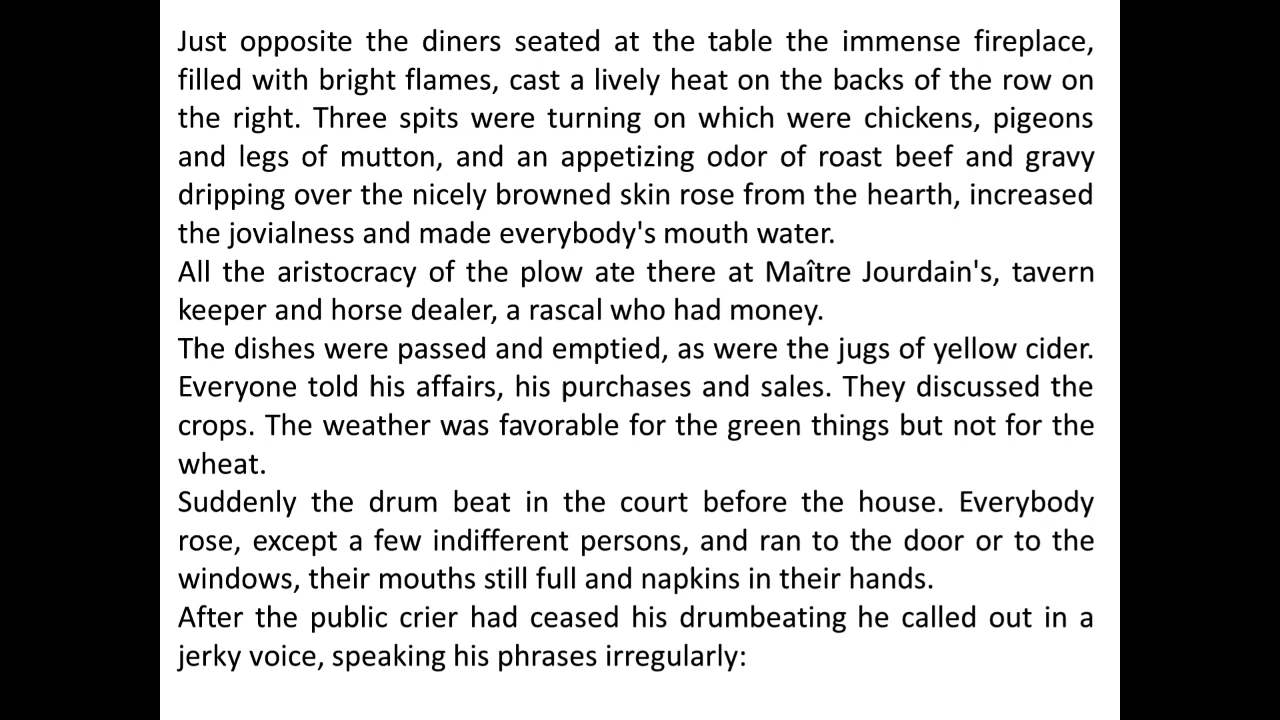 Just opposite the diners seated at the table the immense fireplace,
filled with bright flames, cast a lively heat on the backs of the row on
the right. Three spits were turning on which were chickens, pigeons
and legs of mutton, and an appetizing odor of roast beef and gravy
dripping over the nicely browned skin rose from the hearth, increased
the jovialness and made everybody's mouth water.
All the aristocracy of the plow ate there at Maître Jourdain's, tavern
keeper and horse dealer, a rascal who had money.
The dishes were passed and emptied, as were the jugs of yellow cider.
Everyone told his affairs, his purchases and sales. They discussed the
crops. The weather was favorable for the green things but not for the
wheat.
Suddenly the drum beat in the court before the house. Everybody
rose, except a few indifferent persons, and ran to the door or to the
windows, their mouths still full and napkins in their hands.
After the public crier had ceased his drumbeating he called out in a
jerky voice, speaking his phrases irregularly: